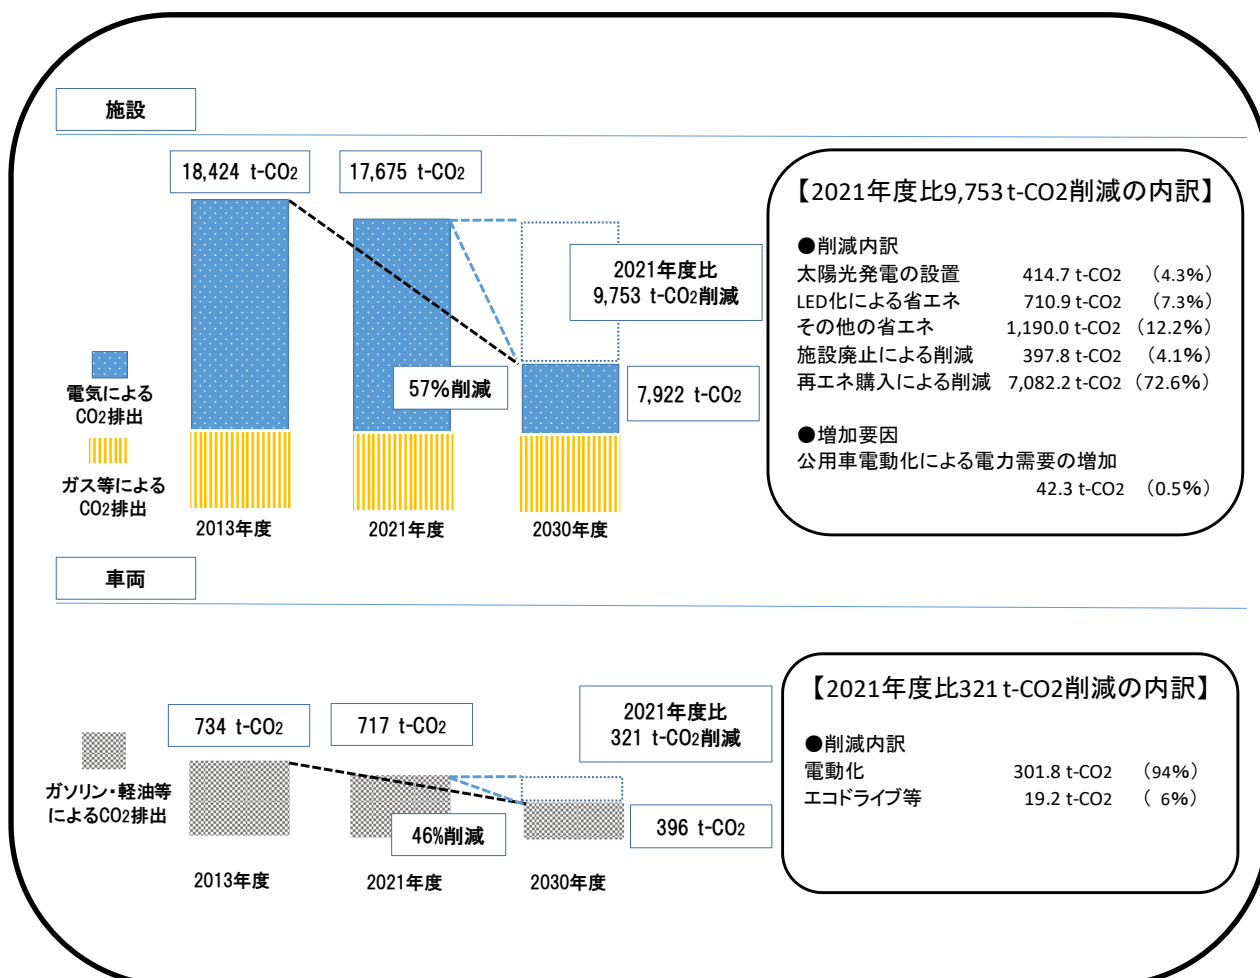 施設
18,424 t-CO2
17,675 t-CO2
2021年度比
9,753 t-CO2削減
57%削減
7,922 t-CO2
電気による
CO2排出
ガス等による
CO2排出
2013年度
2021年度
2030年度
【2021年度比9,753 t-CO2削減の内訳】
●削減内訳
太陽光発電の設置 414.7 t-CO2 (4.3%)
LED化による省エネ 710.9 t-CO2 (7.3%)
その他の省エネ 1,190.0 t-CO2 (12.2%)
施設廃止による削減 397.8 t-CO2 (4.1%)
再エネ購入による削減 7,082.2 t-CO2 (72.6%)
●増加要因
公用車電動化による電力需要の増加
42.3 t-CO2 (0.5%)
車両
734 t-CO2
717 t-CO2
2021年度比
321 t-CO2削減
46%削減
396 t-CO2
ガソリン・軽油等
によるCO2排出
2013年度
2021年度
2030年度
【2021年度比321 t-CO2削減の内訳】
●削減内訳
電動化 301.8 t-CO2 (94%)
エコドライブ等 19.2 t-CO2 ( 6%)